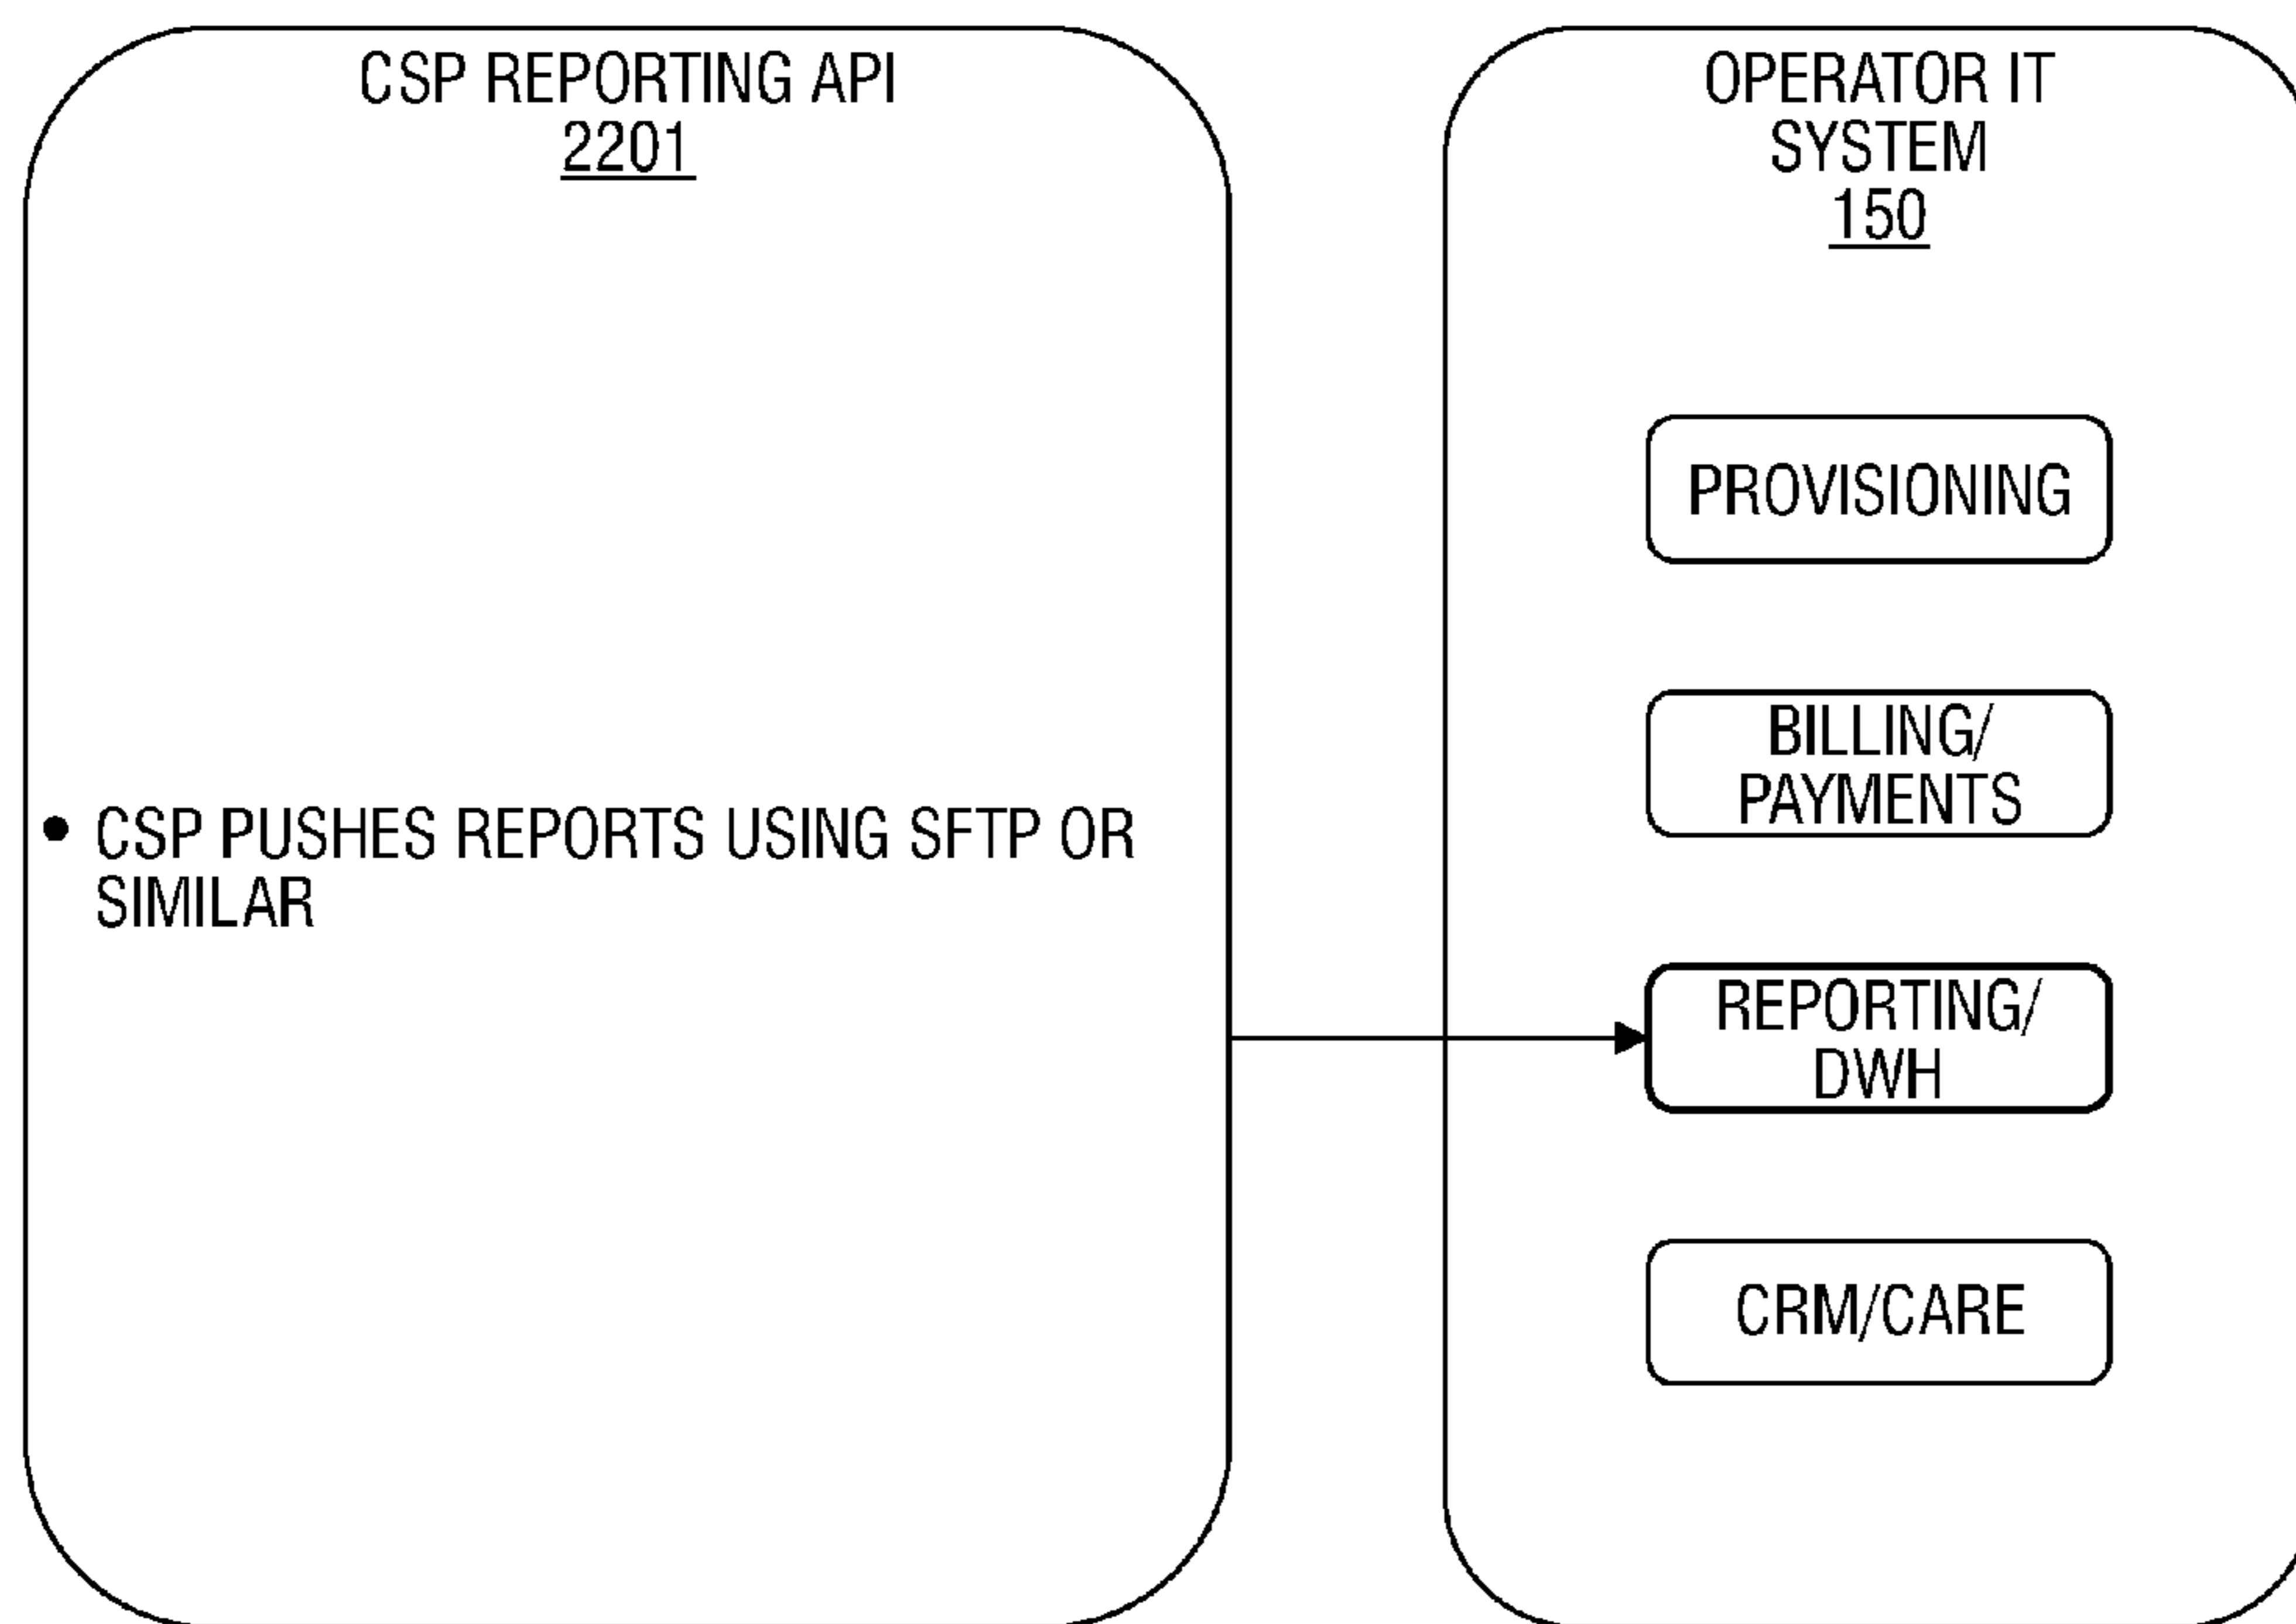 CSP REPORTING API
2201
• CSP PUSHES REPORTS USING SFTP OR
SIMILAR
OPERATOR IT
SYSTEM
150
PROVISIONING
BILLING/
PAYMENTS
REPORTING/
DWH
CRM/CARE